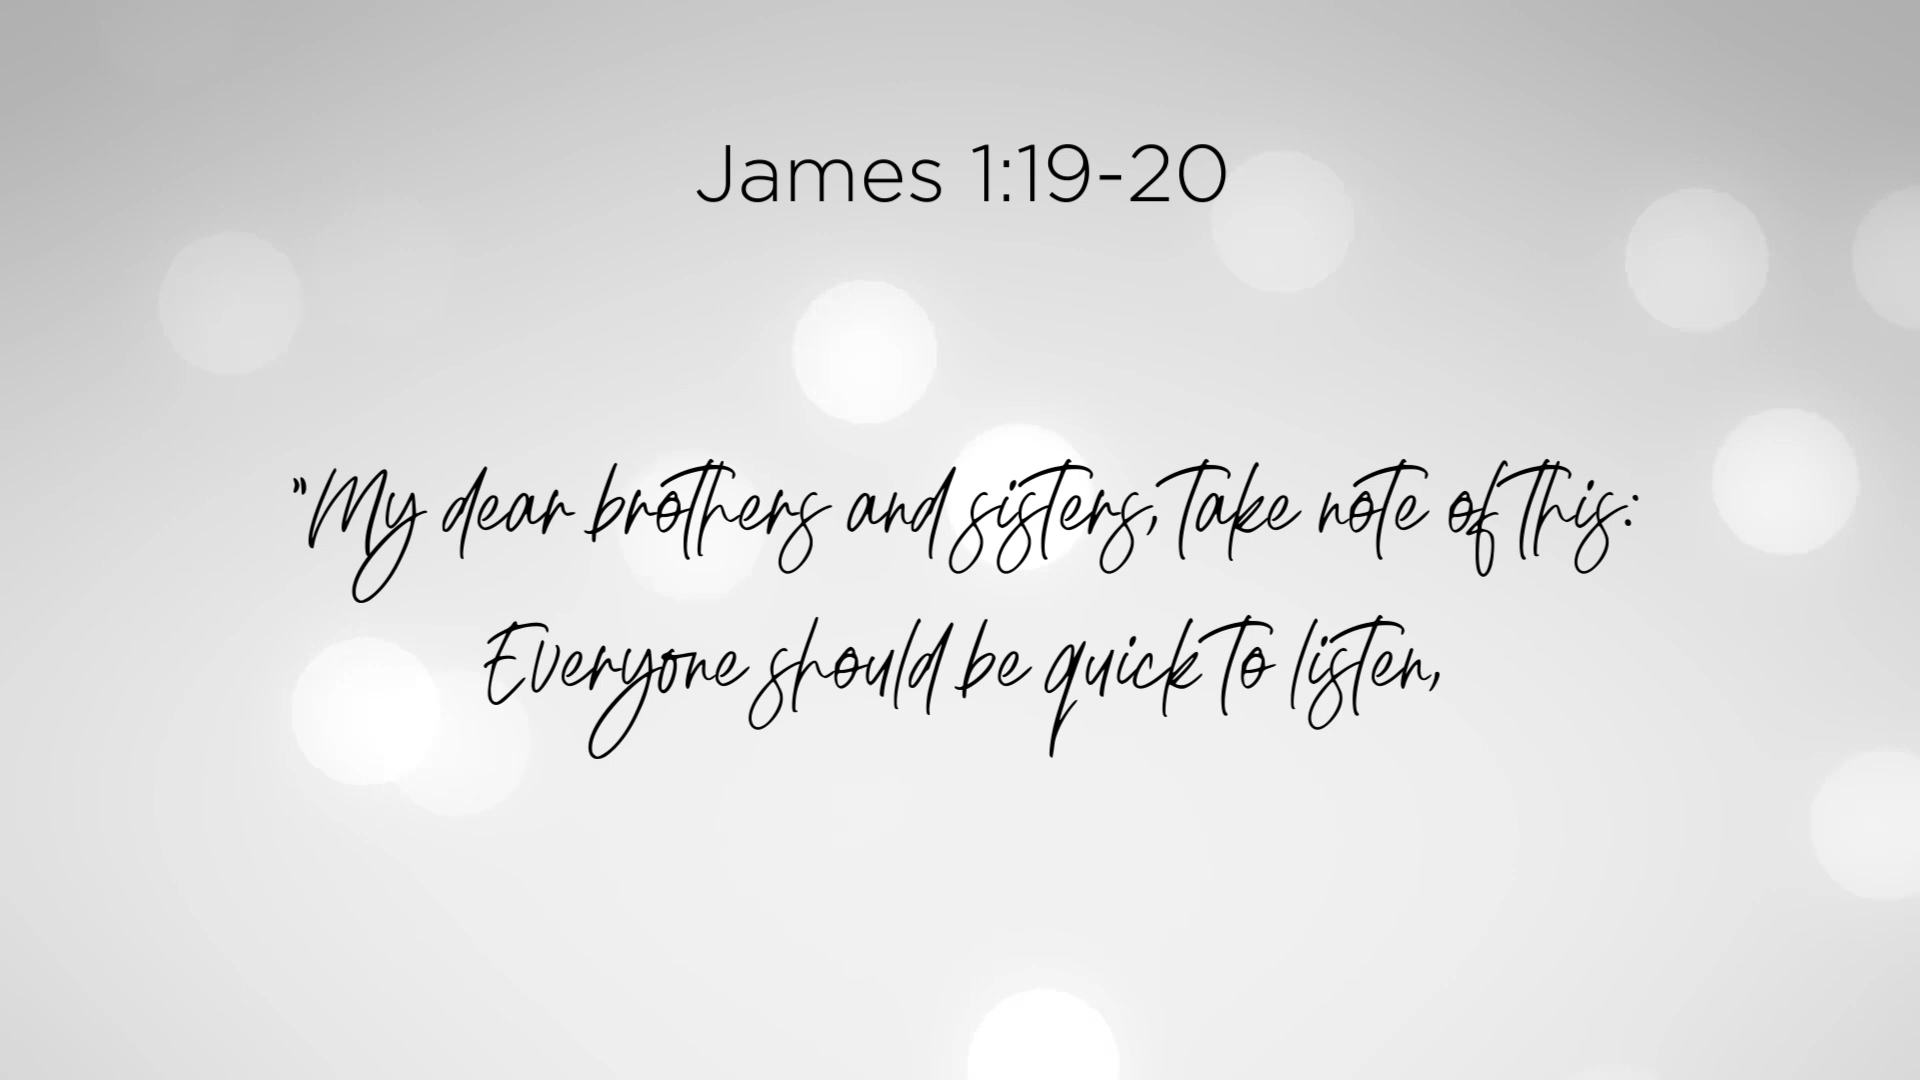 James 1:19-20
"My dear brothers and sisters, take note of this:
Everyone should be quick to listen,